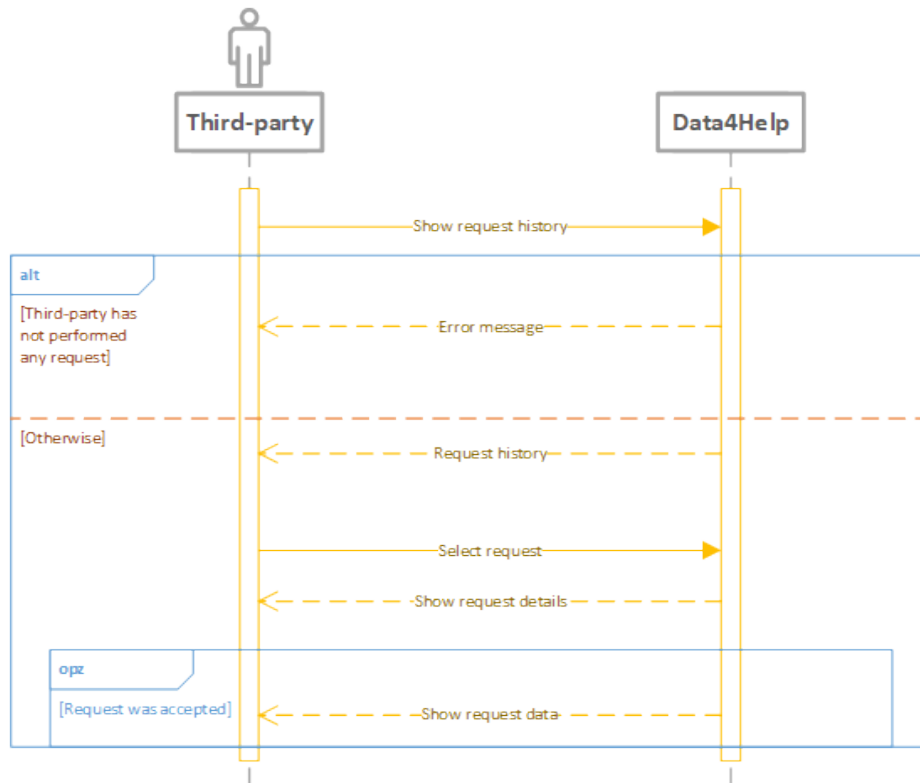 Third-party
Data4Help
Show request history
alt
[Third-party has
not performed
any request]
Error message
[Otherwise]
Request history
Select request
Show request details
opz
[Request was accepted]
Show request data